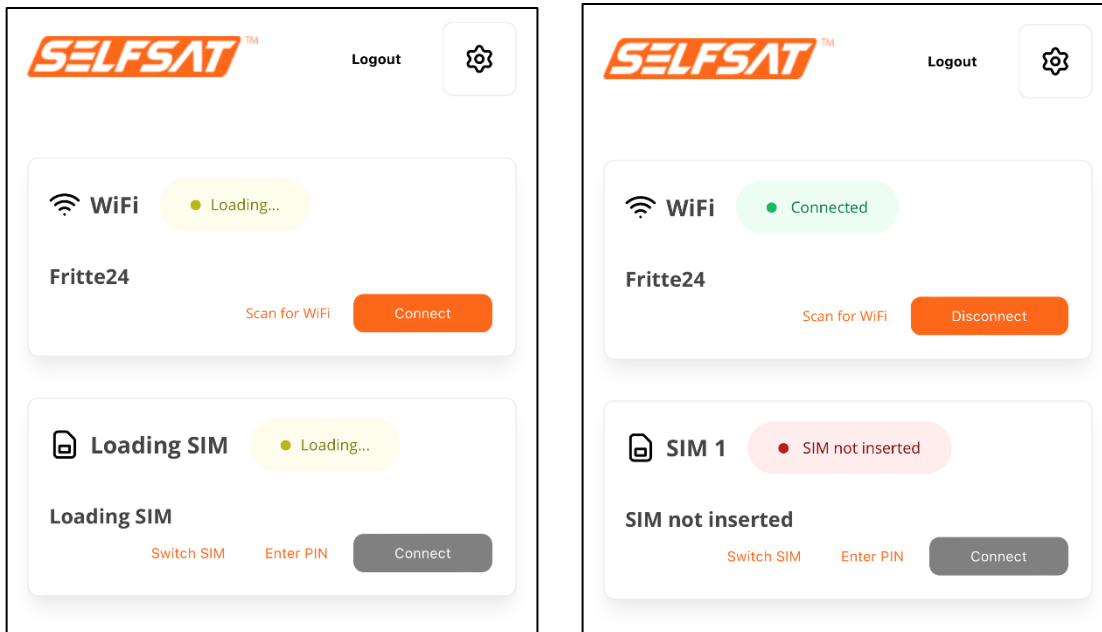 SELFSAT™
Logout
WiFi
Loading...
Fritte24
Scan for WiFi
Connect
Loading SIM
Loading...
Loading SIM
Switch SIM
Enter PIN
Connect
SELFSAT™
Logout
WiFi
Connected
Fritte24
Scan for WiFi
Disconnect
SIM 1
SIM not inserted
SIM not inserted
Switch SIM
Enter PIN
Connect